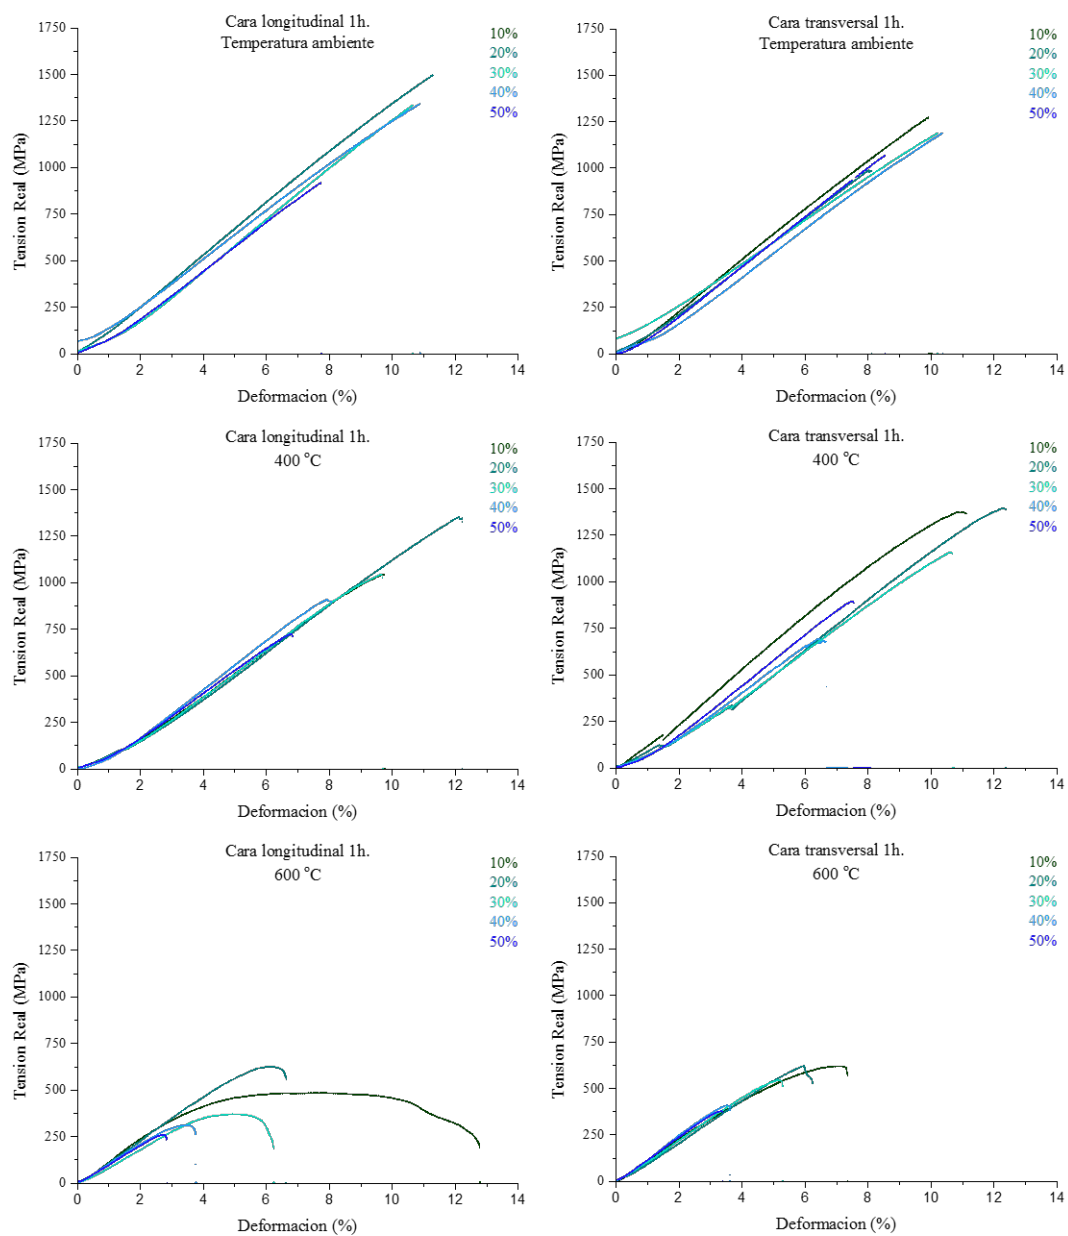 Cara longitudinal 1h.
Temperatura ambiente
10%
20%
30%
40%
50%
1750
1500
1250
1000
750
500
250
0
Tension Real (MPa)
0 2 4 6 8 10 12 14
Deformacion (%)
Cara transversal 1h.
Temperatura ambiente
10%
20%
30%
40%
50%
1750
1500
1250
1000
750
500
250
0
Tension Real (MPa)
0 2 4 6 8 10 12 14
Deformacion (%)
Cara longitudinal 1h.
400 °C
10%
20%
30%
40%
50%
1750
1500
1250
1000
750
500
250
0
Tension Real (MPa)
0 2 4 6 8 10 12 14
Deformacion (%)
Cara transversal 1h.
400 °C
10%
20%
30%
40%
50%
1750
1500
1250
1000
750
500
250
0
Tension Real (MPa)
0 2 4 6 8 10 12 14
Deformacion (%)
Cara longitudinal 1h.
600 °C
10%
20%
30%
40%
50%
1750
1500
1250
1000
750
500
250
0
Tension Real (MPa)
0 2 4 6 8 10 12 14
Deformacion (%)
Cara transversal 1h.
600 °C
10%
20%
30%
40%
50%
1750
1500
1250
1000
750
500
250
0
Tension Real (MPa)
0 2 4 6 8 10 12 14
Deformacion (%)